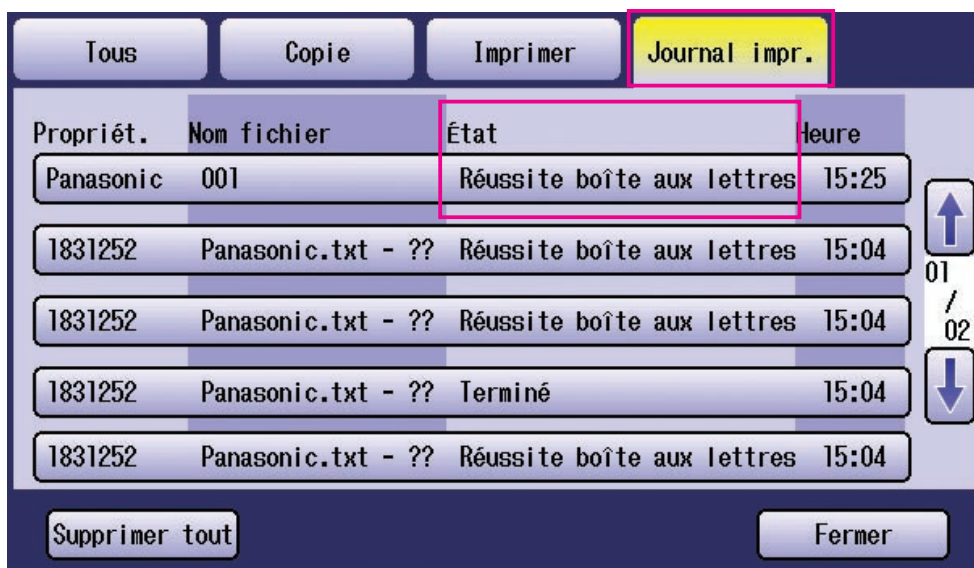 Tous Copie Imprimer Journal impr.
Propriét. Nom fichier État Heure
Panasonic 001 Réussite boîte aux lettres 15:25
1831252 Panasonic.txt - ?? Réussite boîte aux lettres 15:04
01
/
02
1831252 Panasonic.txt - ?? Réussite boîte aux lettres 15:04
1831252 Panasonic.txt - ?? Terminé 15:04
1831252 Panasonic.txt - ?? Réussite boîte aux lettres 15:04
Supprimer tout Fermer